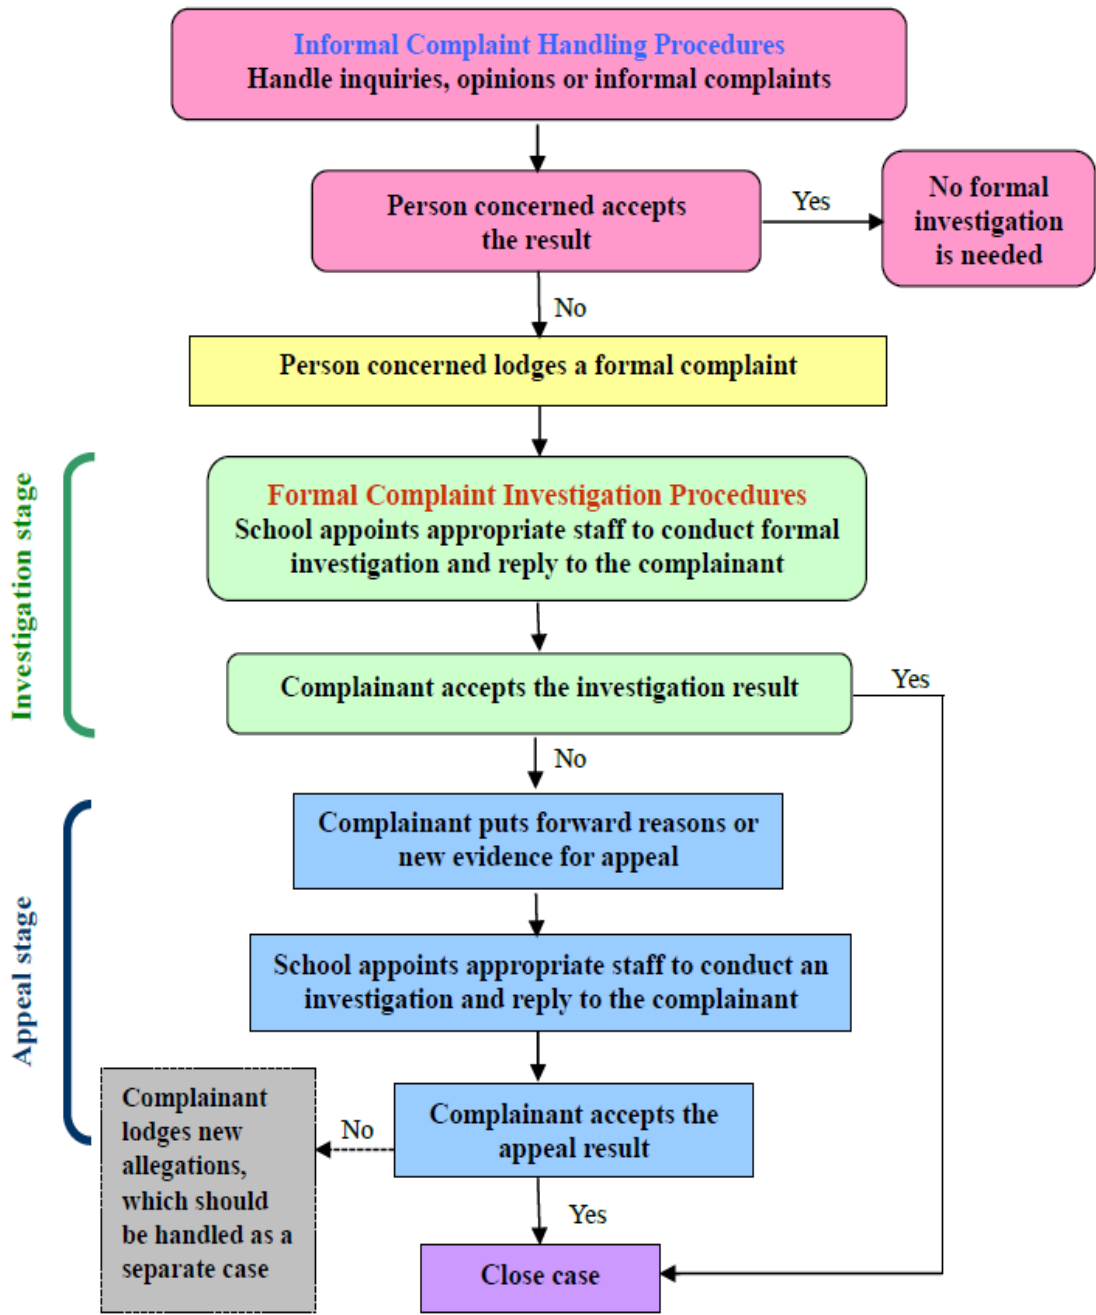 Informal Complaint Handling Procedures
Handle inquiries, opinions or informal complaints
Person concerned accepts
the result
Yes
No formal
investigation
is needed
No
Person concerned lodges a formal complaint
Investigation stage
Formal Complaint Investigation Procedures
School appoints appropriate staff to conduct formal
investigation and reply to the complainant
Complainant accepts the investigation result
Yes
No
Appeal stage
Complainant puts forward reasons or
new evidence for appeal
School appoints appropriate staff to conduct an
investigation and reply to the complainant
Complainant accepts the
appeal result
No
Complainant
lodges new
allegations,
which should
be handled as a
separate case
Yes
Close case